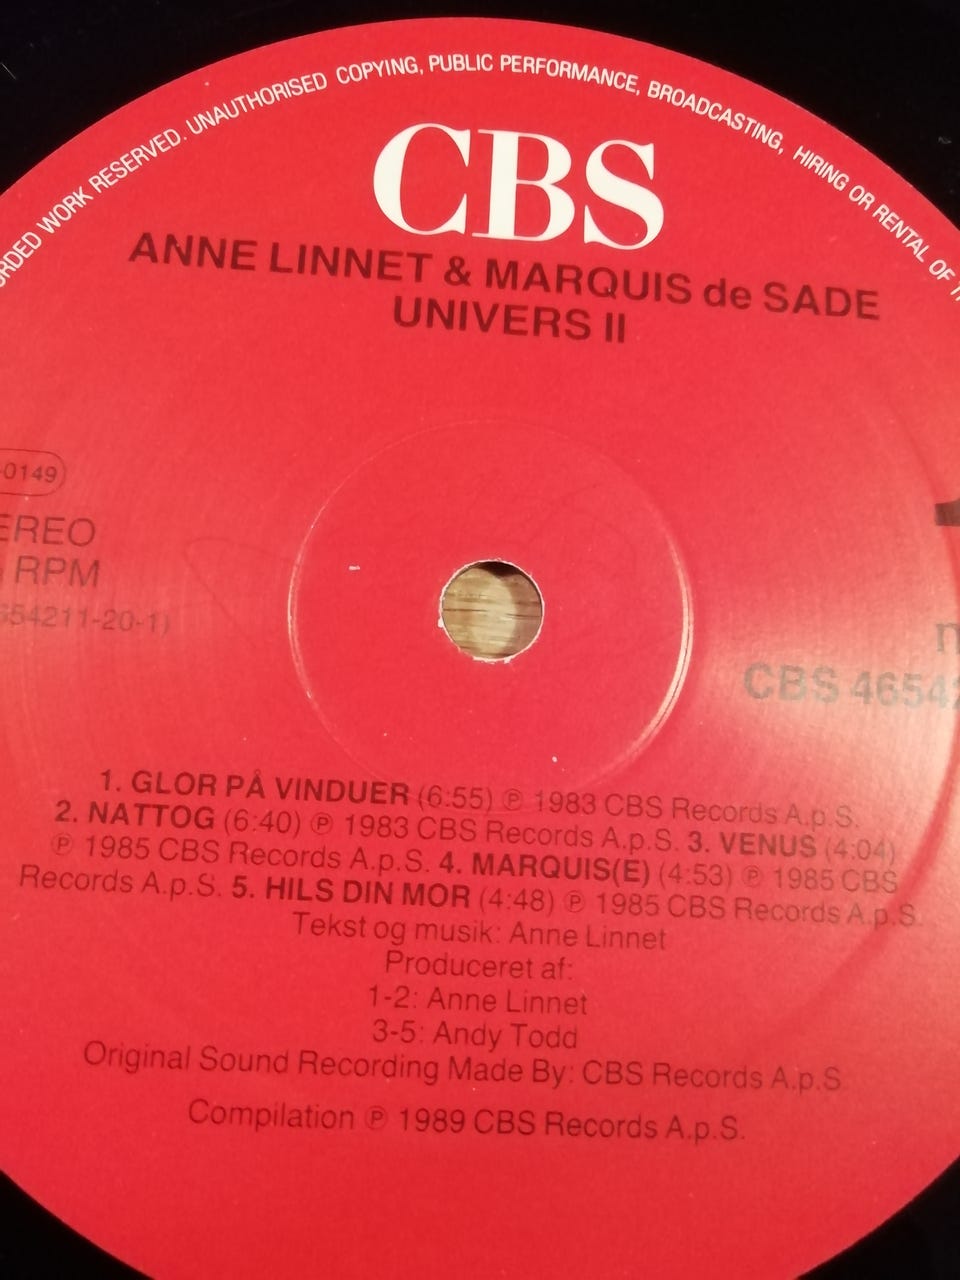 WORK RESERVED. UNAUTHORISED COPYING, PUBLIC PERFORMANCE, BROADCASTING, HIRING OR RENTAL OF
CBS
ANNE LINNET & MARQUIS de SADE
UNIVERS II
-0149
EREO
RPM
654211-20-1)
CBS 4654
1. GLOR PÅ VINDUER (6:55) ℗ 1983 CBS Records A.p.S.
2. NATTOG (6:40) ℗ 1983 CBS Records A.p.S. 3. VENUS (4:04)
℗ 1985 CBS Records A.p.S. 4. MARQUIS(E) (4:53) ℗ 1985 CBS
Records A.p.S. 5. HILS DIN MOR (4:48) ℗ 1985 CBS Records A.p.S.
Tekst og musik: Anne Linnet
Produceret af:
1-2: Anne Linnet
3-5: Andy Todd
Original Sound Recording Made By: CBS Records A.p.S.
Compilation ℗ 1989 CBS Records A.p.S.